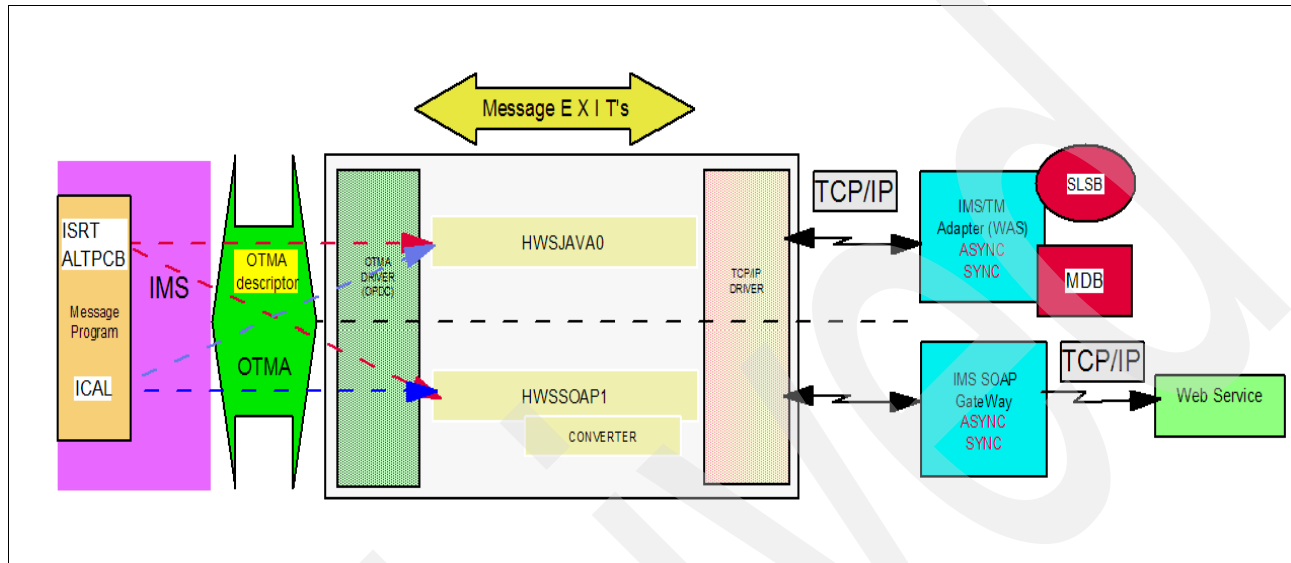 Message E X I T's
ISRT
ALTPCB
Message
Program
ICAL
IMS
OTMA
descriptor
OTMA
OTMA
DRIVER
(OPDC)
HWSJAVA0
HWSSOAP1
CONVERTER
TCP/IP
DRIVER
TCP/IP
IMS/TM
Adapter (WAS)
ASYNC
SYNC
SLSB
MDB
IMS SOAP
GateWay
ASYNC
SYNC
TCP/IP
Web Service